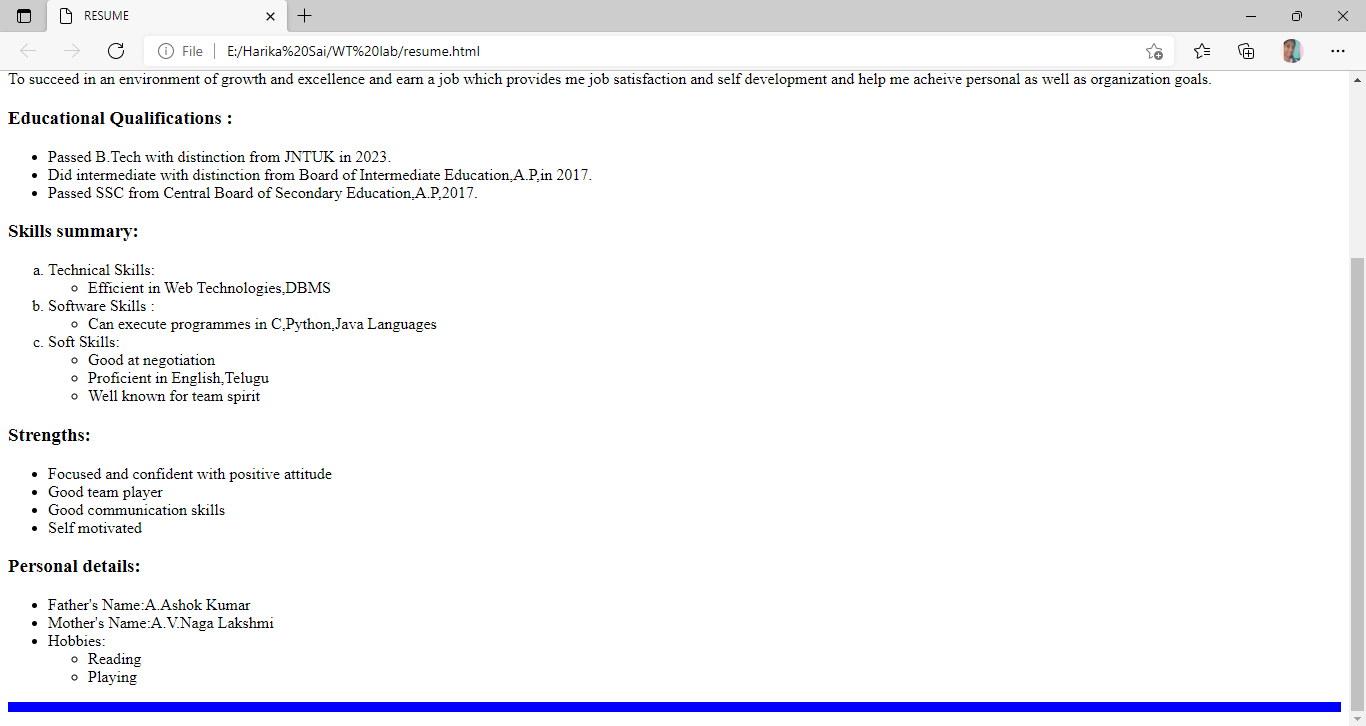 RESUME
File
E:/Harika%20Sai/WT%20lab/resume.html
To succeed in an environment of growth and excellence and earn a job which provides me job satisfaction and self development and help me acheive personal as well as organization goals.
Educational Qualifications :
• Passed B.Tech with distinction from JNTUK in 2023.
• Did intermediate with distinction from Board of Intermediate Education,A.P,in 2017.
• Passed SSC from Central Board of Secondary Education,A.P,2017.
Skills summary:
a. Technical Skills:
◦ Efficient in Web Technologies,DBMS
b. Software Skills :
◦ Can execute programmes in C,Python,Java Languages
c. Soft Skills:
◦ Good at negotiation
◦ Proficient in English,Telugu
◦ Well known for team spirit
Strengths:
• Focused and confident with positive attitude
• Good team player
• Good communication skills
• Self motivated
Personal details:
• Father's Name:A.Ashok Kumar
• Mother's Name:A.V.Naga Lakshmi
• Hobbies:
◦ Reading
◦ Playing